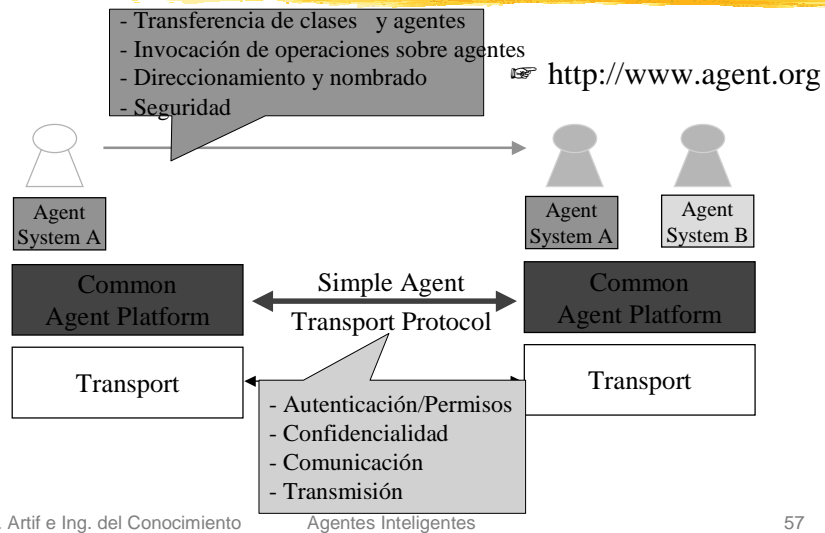 - Transferencia de clases y agentes
- Invocación de operaciones sobre agentes
- Direccionamiento y nombrado
- Seguridad
☞ http://www.agent.org
Agent
System A
Agent
System A
Agent
System B
Common
Agent Platform
Simple Agent
Transport Protocol
Common
Agent Platform
Transport
Transport
- Autenticación/Permisos
- Confidencialidad
- Comunicación
- Transmisión
. Artif e Ing. del Conocimiento
Agentes Inteligentes
57